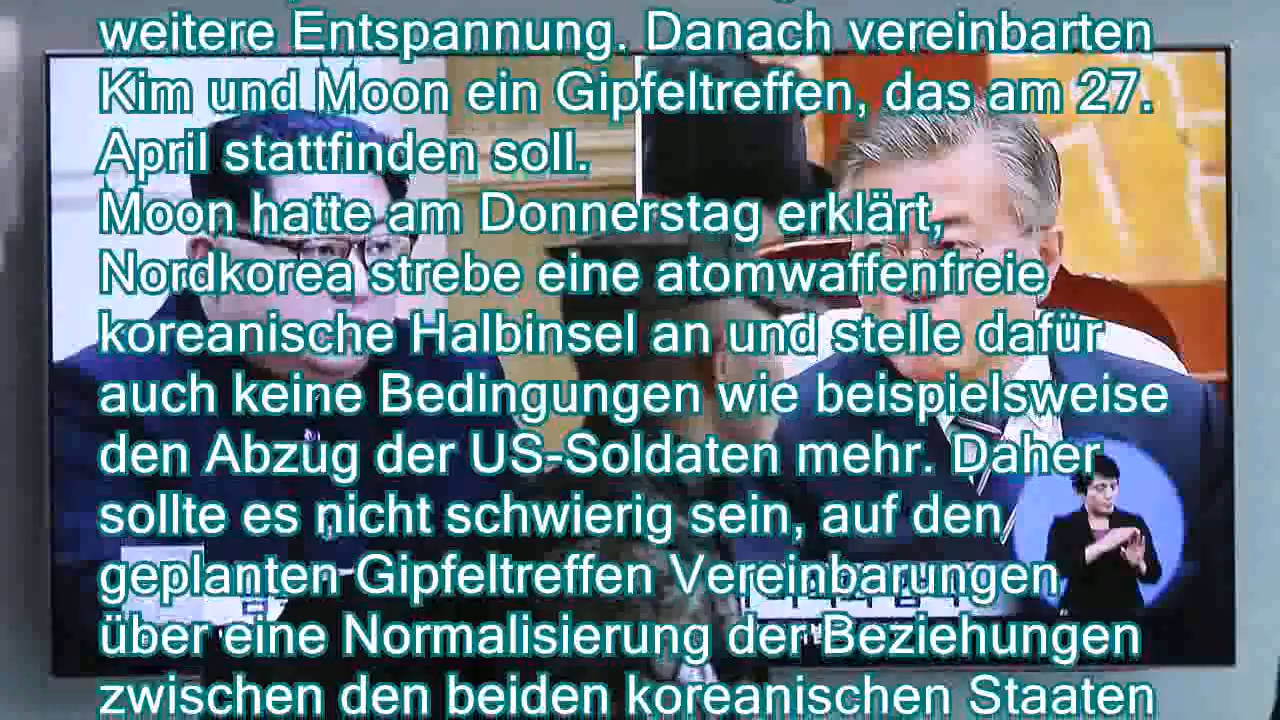 weitere Entspannung. Danach vereinbarten
Kim und Moon ein Gipfeltreffen, das am 27.
April stattfinden soll.
Moon hatte am Donnerstag erklärt,
Nordkorea strebe eine atomwaffenfreie
koreanische Halbinsel an und stelle dafür
auch keine Bedingungen wie beispielsweise
den Abzug der US-Soldaten mehr. Daher
sollte es nicht schwierig sein, auf den
geplanten Gipfeltreffen Vereinbarungen
über eine Normalisierung der Beziehungen
zwischen den beiden koreanischen Staaten